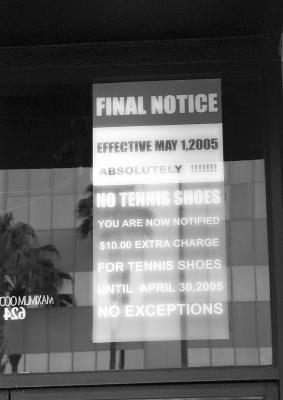 FINAL NOTICE
EFFECTIVE MAY 1,2005
ABSOLUTELY !!!!!!!
NO TENNIS SHOES
YOU ARE NOW NOTIFIED
$10.00 EXTRA CHARGE
FOR TENNIS SHOES
UNTIL APRIL 30.2005
NO EXCEPTIONS
624